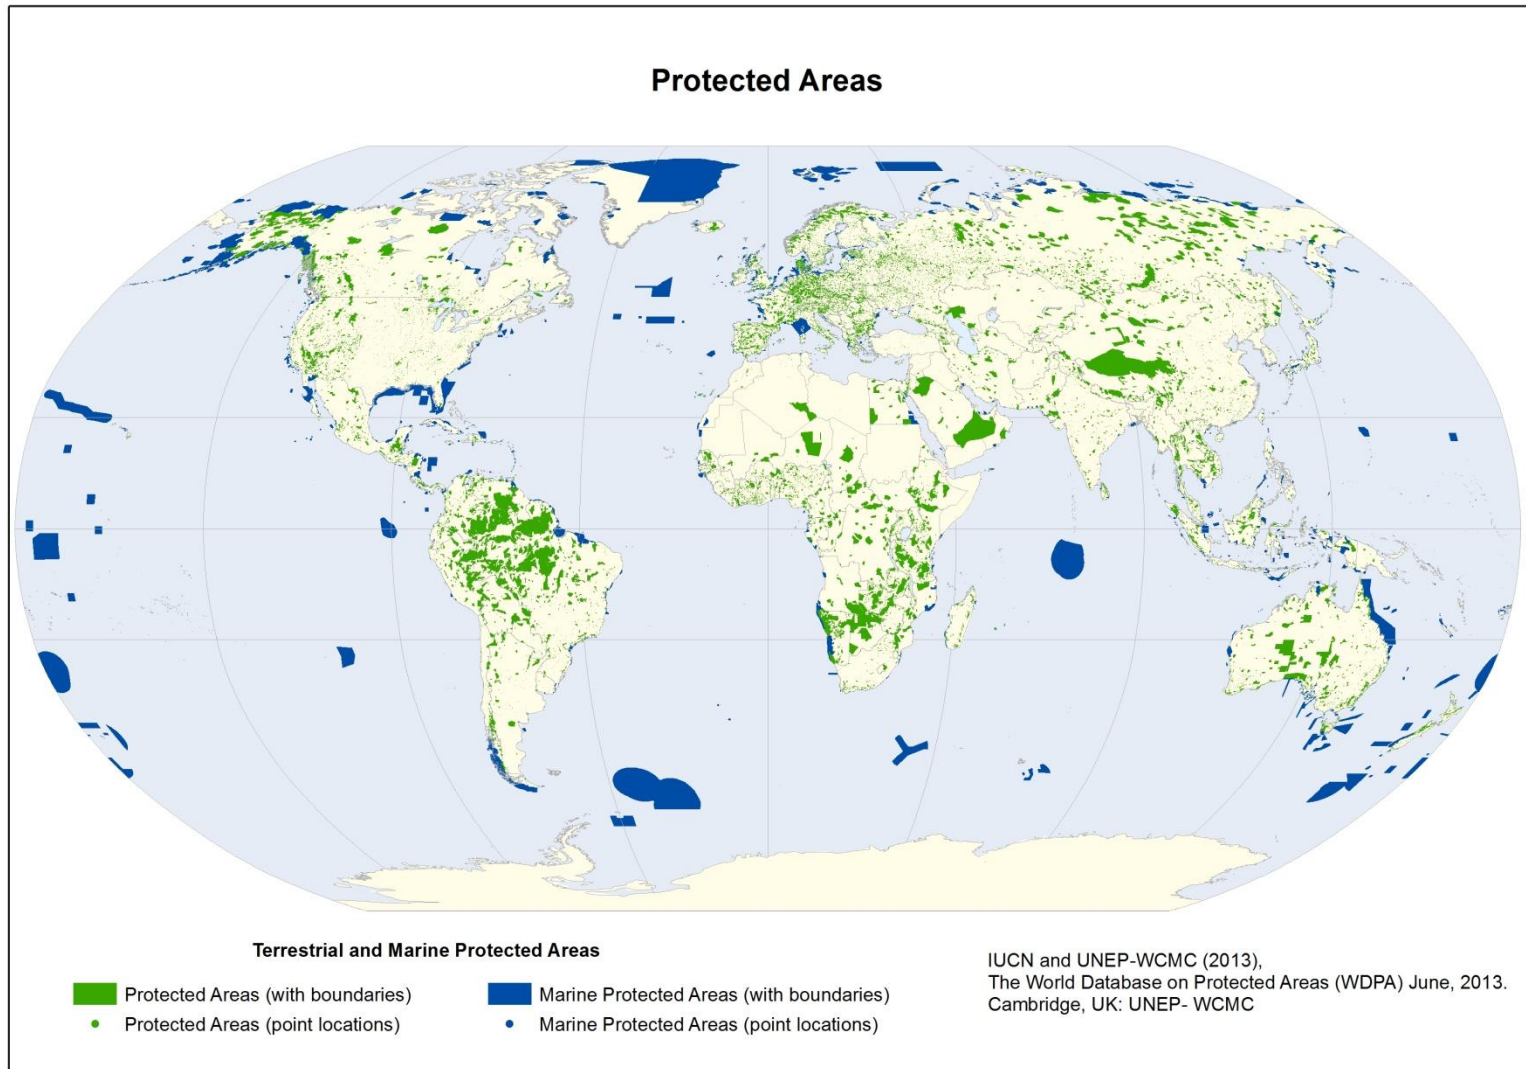 Protected Areas
Terrestrial and Marine Protected Areas
Protected Areas (with boundaries)
Protected Areas (point locations)
Marine Protected Areas (with boundaries)
Marine Protected Areas (point locations)
IUCN and UNEP-WCMC (2013),
The World Database on Protected Areas (WDPA) June, 2013.
Cambridge, UK: UNEP- WCMC